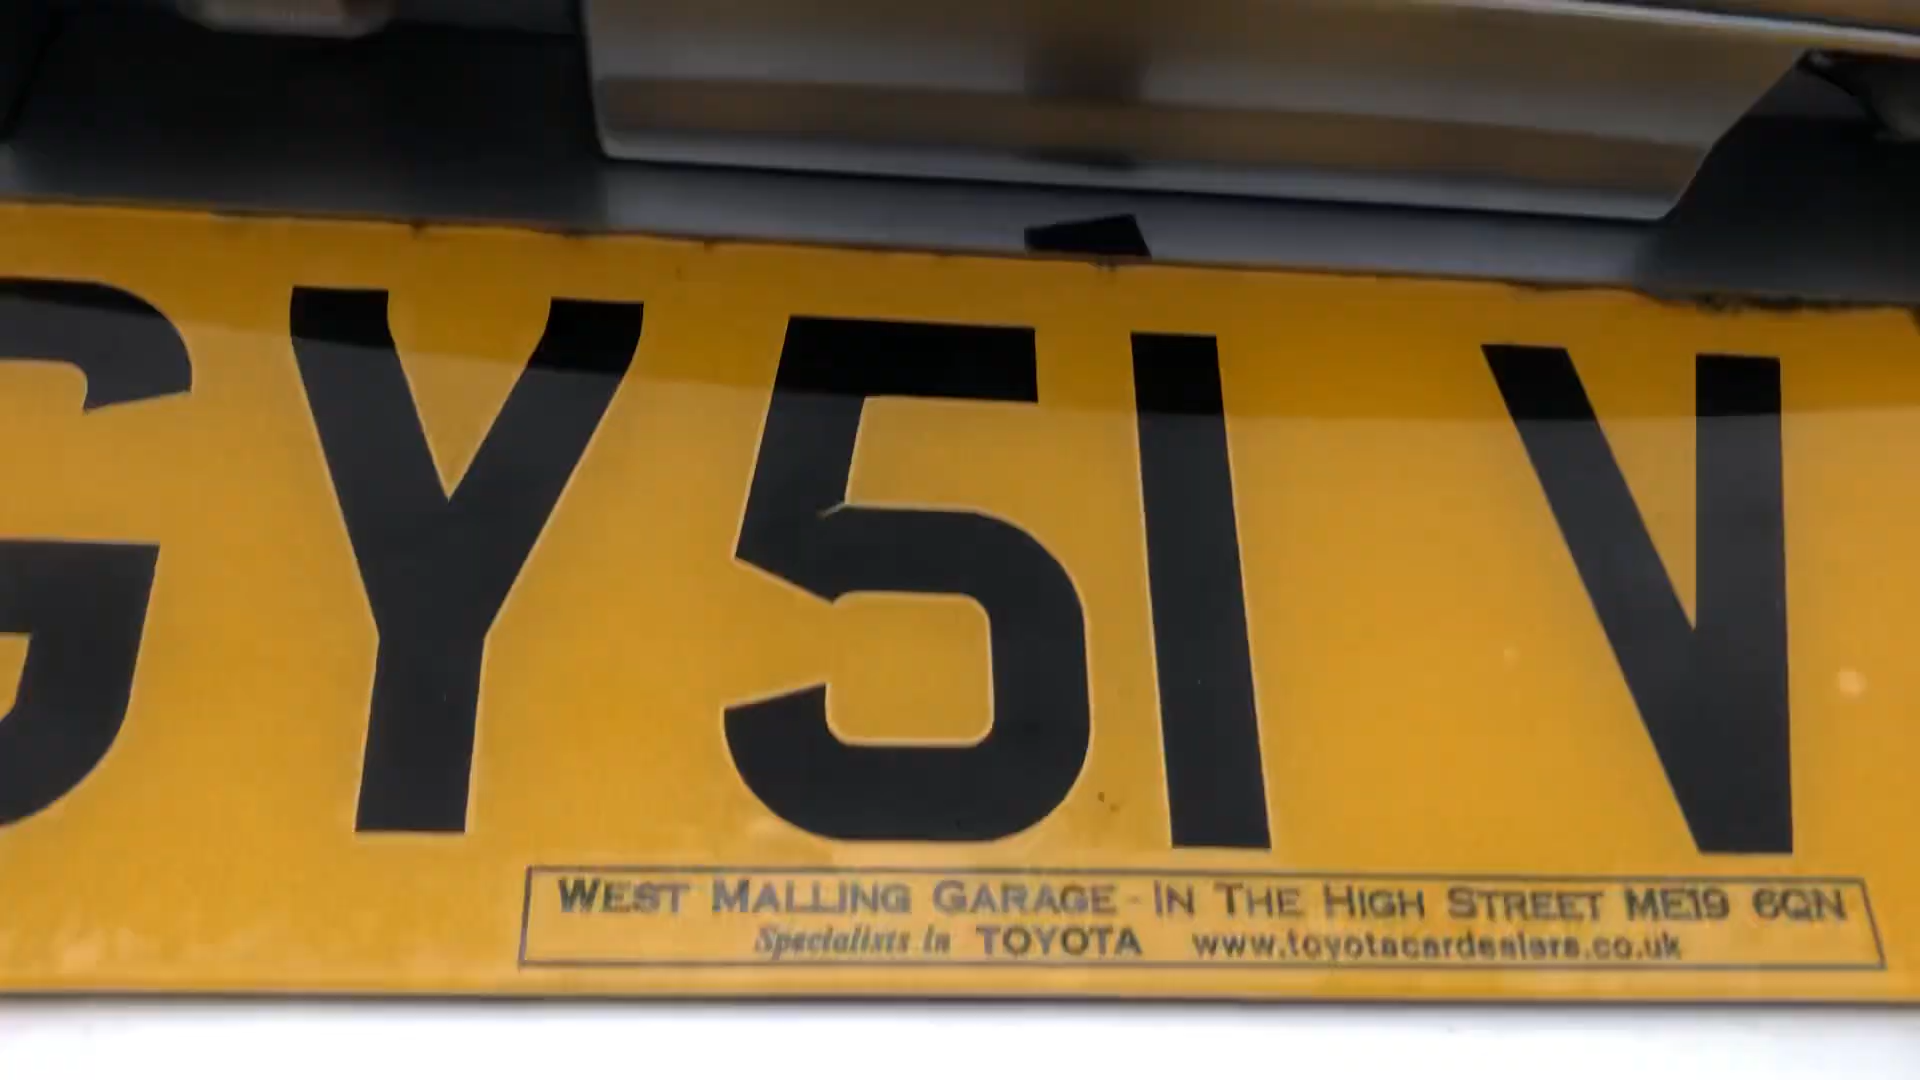 GY51 V
WEST MALLING GARAGE - IN THE HIGH STREET ME19 6QN
Specialists in TOYOTA www.toyotacardealers.co.uk